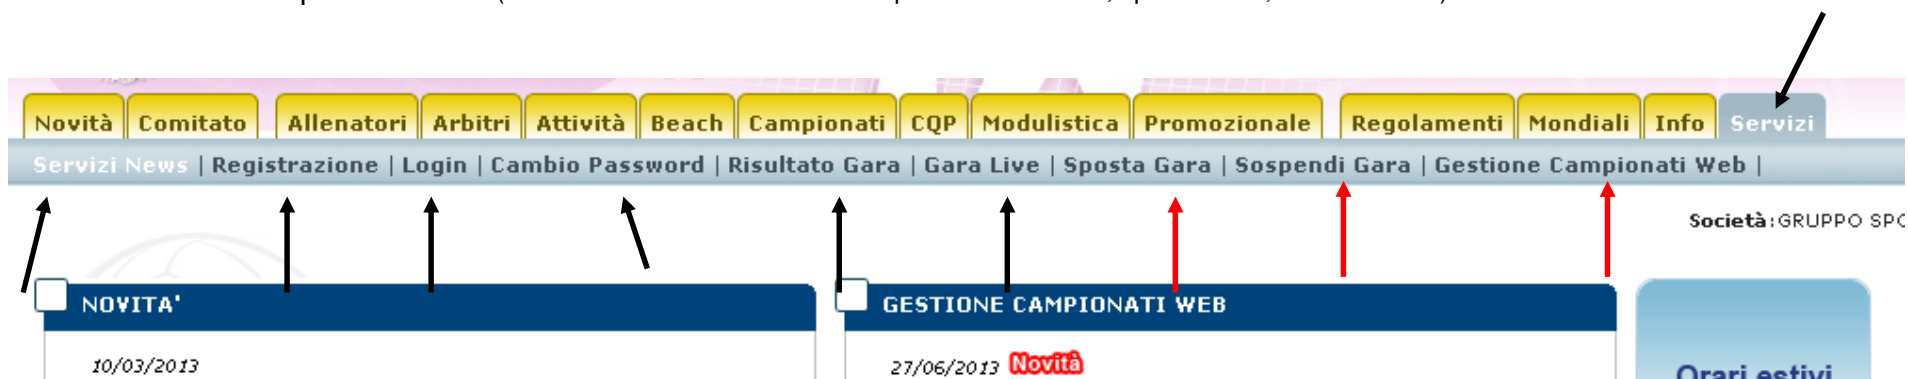 Novità Comitato Allenatori Arbitri Attività Beach Campionati CQP Modulistica Promozionale Regolamenti Mondiali Info Servizi
Servizi News | Registrazione | Login | Cambio Password | Risultato Gara | Gara Live | Sposta Gara | Sospendi Gara | Gestione Campionati Web |
Società: GRUPPO
NOVITA'
GESTIONE CAMPIONATI WEB
10/03/2013
27/06/2013 Novità
Orari estivi